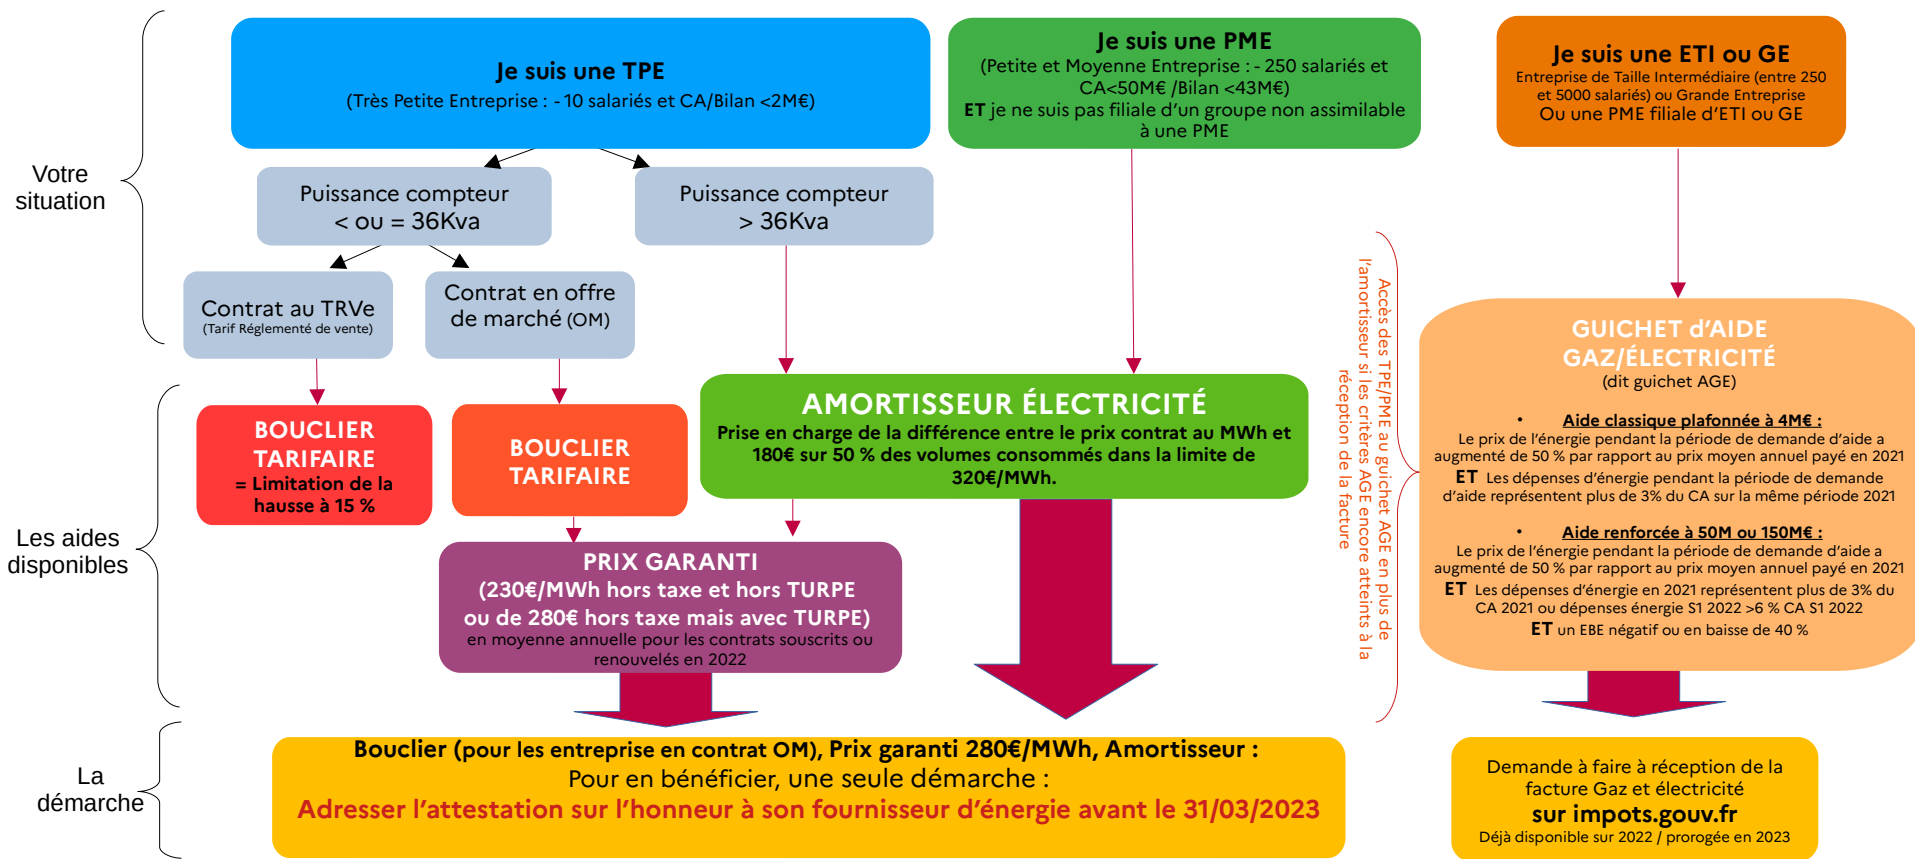 Votre
situation
Je suis une TPE
(Très Petite Entreprise : - 10 salariés et CA/Bilan <2M€)
Je suis une PME
(Petite et Moyenne Entreprise : - 250 salariés et
CA<50M€ /Bilan <43M€)
ET je ne suis pas filiale d'un groupe non assimilable
à une PME
Je suis une ETI ou GE
Entreprise de Taille Intermédiaire (entre 250
et 5000 salariés) ou Grande Entreprise
Ou une PME filiale d'ETI ou GE
Puissance compteur
< ou = 36Kva
Puissance compteur
> 36Kva
Contrat au TRVe
(Tarif Réglementé de vente)
Contrat en offre
de marché (OM)
Les aides
disponibles
BOUCLIER
TARIFAIRE
= Limitation de la
hausse à 15 %
BOUCLIER
TARIFAIRE
AMORTISSEUR ÉLECTRICITÉ
Prise en charge de la différence entre le prix contrat au MWh et
180€ sur 50 % des volumes consommés dans la limite de
320€/MWh.
PRIX GARANTI
(230€/MWh hors taxe et hors TURPE
ou de 280€ hors taxe mais avec TURPE)
en moyenne annuelle pour les contrats souscrits ou
renouvelés en 2022
Accès des TPE/PME au guichet AGE en plus de
l'amortisseur si les critères AGE encore atteints à la
réception de la facture
GUICHET d'AIDE
GAZ/ÉLECTRICITÉ
(dit guichet AGE)
• Aide classique plafonnée à 4M€ :
Le prix de l'énergie pendant la période de demande d'aide a
augmenté de 50 % par rapport au prix moyen annuel payé en 2021
ET Les dépenses d'énergie pendant la période de demande
d'aide représentent plus de 3% du CA sur la même période 2021
• Aide renforcée à 50M ou 150M€ :
Le prix de l'énergie pendant la période de demande d'aide a
augmenté de 50 % par rapport au prix moyen annuel payé en 2021
ET Les dépenses d'énergie en 2021 représentent plus de 3% du
CA 2021 ou dépenses énergie S1 2022 >6 % CA S1 2022
ET un EBE négatif ou en baisse de 40 %
La
démarche
Bouclier (pour les entreprise en contrat OM), Prix garanti 280€/MWh, Amortisseur :
Pour en bénéficier, une seule démarche :
Adresser l'attestation sur l'honneur à son fournisseur d'énergie avant le 31/03/2023
Demande à faire à réception de la
facture Gaz et électricité
sur impots.gouv.fr
Déjà disponible sur 2022 / prorogée en 2023